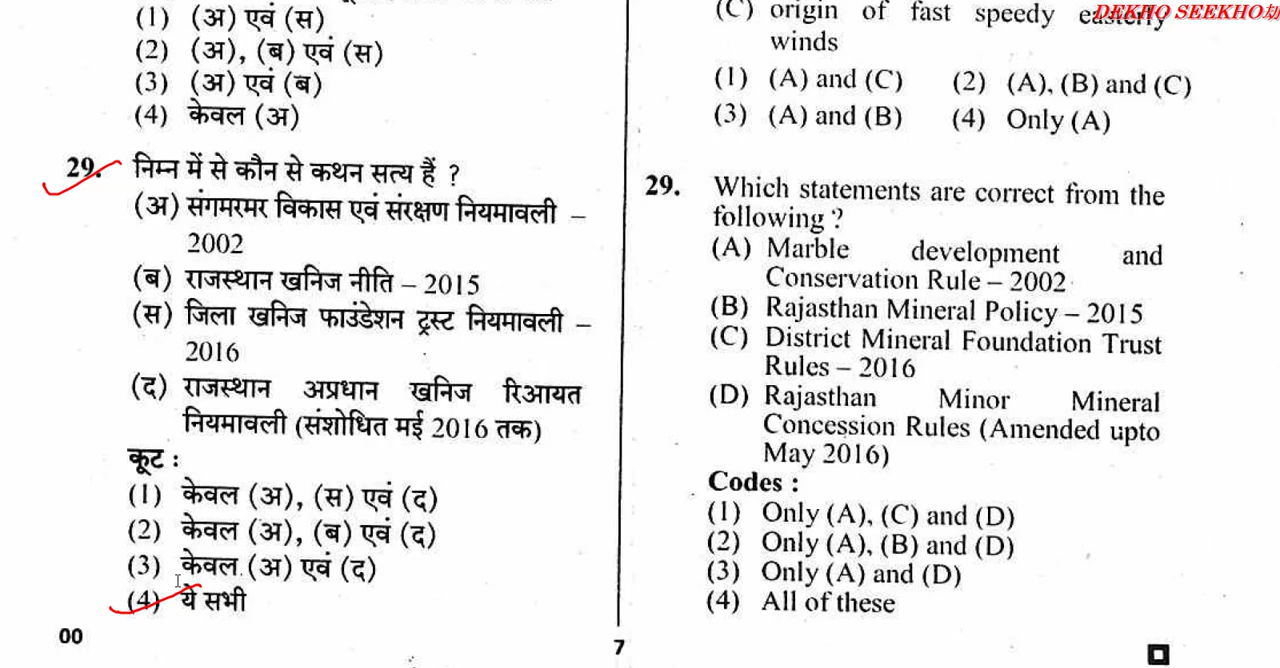 (1) (अ) एवं (स)
(2) (अ), (ब) एवं (स)
(3) (अ) एवं (ब)
(4) केवल (अ)
29. निम्न में से कौन से कथन सत्य हैं ?
(अ) संगमरमर विकास एवं संरक्षण नियमावली –
2002
(ब) राजस्थान खनिज नीति – 2015
(स) जिला खनिज फाउंडेशन ट्रस्ट नियमावली –
2016
(द) राजस्थान अप्रधान खनिज रिआयत
नियमावली (संशोधित मई 2016 तक)
कूट :
(1) केवल (अ), (स) एवं (द)
(2) केवल (अ), (ब) एवं (द)
(3) केवल (अ) एवं (द)
(4) ये सभी
00
7
(C) origin of fast speedy easterly
DEKHO SEEKHO
winds
(1) (A) and (C) (2) (A), (B) and (C)
(3) (A) and (B) (4) Only (A)
29. Which statements are correct from the
following ?
(A) Marble development and
Conservation Rule – 2002
(B) Rajasthan Mineral Policy – 2015
(C) District Mineral Foundation Trust
Rules – 2016
(D) Rajasthan Minor Mineral
Concession Rules (Amended upto
May 2016)
Codes :
(1) Only (A), (C) and (D)
(2) Only (A), (B) and (D)
(3) Only (A) and (D)
(4) All of these